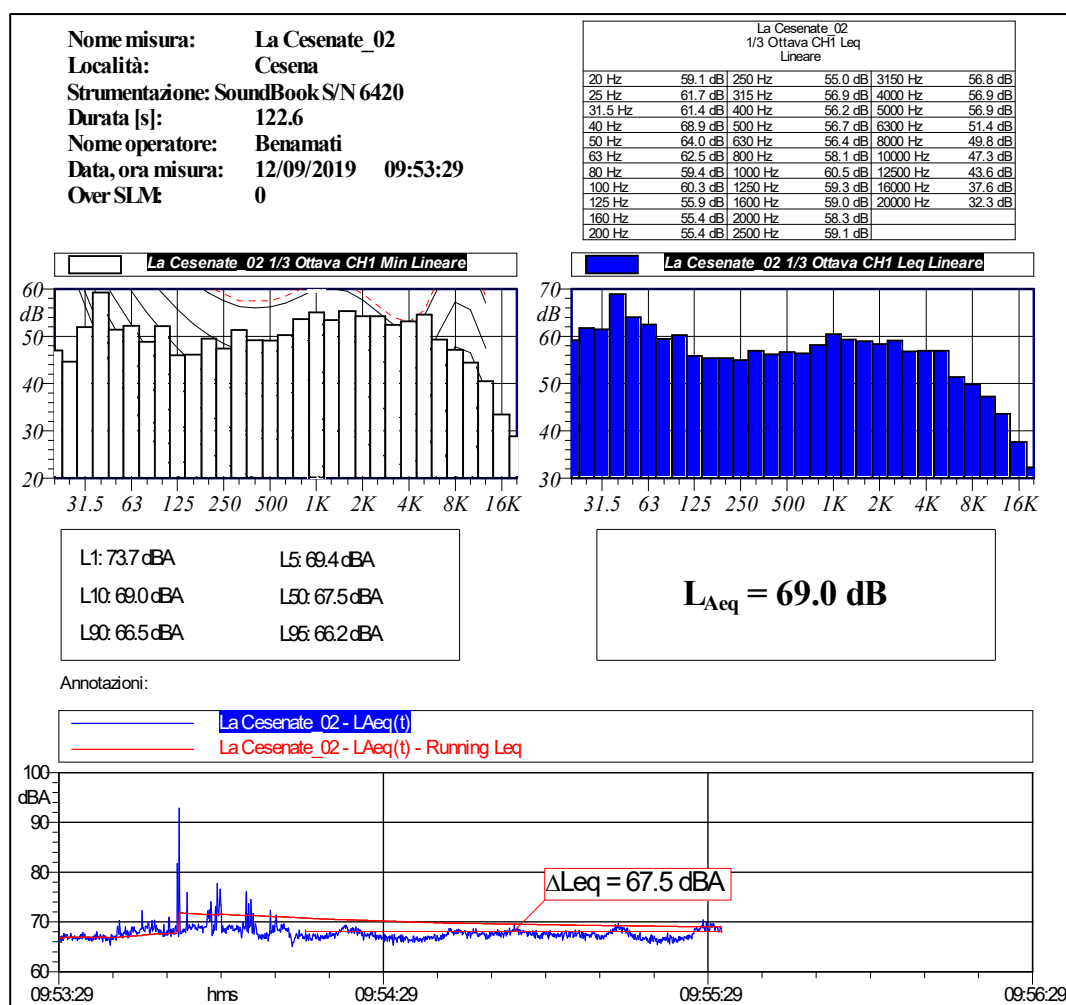 Nome misura: La Cesenate_02
Località: Cesena
Strumentazione: SoundBook S/N 6420
Durata [s]: 122.6
Nome operatore: Benamati
Data, ora misura: 12/09/2019 09:53:29
Over SLM: 0
La Cesenate_02
1/3 Ottava CH1 Leq
Lineare
20 Hz 59.1 dB 250 Hz 55.0 dB 3150 Hz 56.8 dB
25 Hz 61.7 dB 315 Hz 56.9 dB 4000 Hz 56.9 dB
31.5 Hz 61.4 dB 400 Hz 56.2 dB 5000 Hz 56.9 dB
40 Hz 68.9 dB 500 Hz 56.7 dB 6300 Hz 51.4 dB
50 Hz 64.0 dB 630 Hz 56.4 dB 8000 Hz 49.8 dB
63 Hz 62.5 dB 800 Hz 58.1 dB 10000 Hz 47.3 dB
80 Hz 59.4 dB 1000 Hz 60.5 dB 12500 Hz 43.6 dB
100 Hz 60.3 dB 1250 Hz 59.3 dB 16000 Hz 37.6 dB
125 Hz 55.9 dB 1600 Hz 59.0 dB 20000 Hz 32.3 dB
160 Hz 55.4 dB 2000 Hz 58.3 dB
200 Hz 55.4 dB 2500 Hz 59.1 dB
La Cesenate_02 1/3 Ottava CH1 Min Lineare
60
dB
50
40
30
20
31.5 63 125 250 500 1K 2K 4K 8K 16K
La Cesenate_02 1/3 Ottava CH1 Leq Lineare
70
dB
60
50
40
30
31.5 63 125 250 500 1K 2K 4K 8K 16K
L1: 73.7 dBA L5: 69.4 dBA
L10: 69.0 dBA L50: 67.5 dBA
L90: 66.5 dBA L95: 66.2 dBA
LAeq = 69.0 dB
Annotazioni:
La Cesenate_02 - LAeq(t)
La Cesenate_02 - LAeq(t) - Running Leq
100
dBA
90
80
ΔLeq = 67.5 dBA
70
60
09:53:29 hms 09:54:29 09:55:29 09:56:29